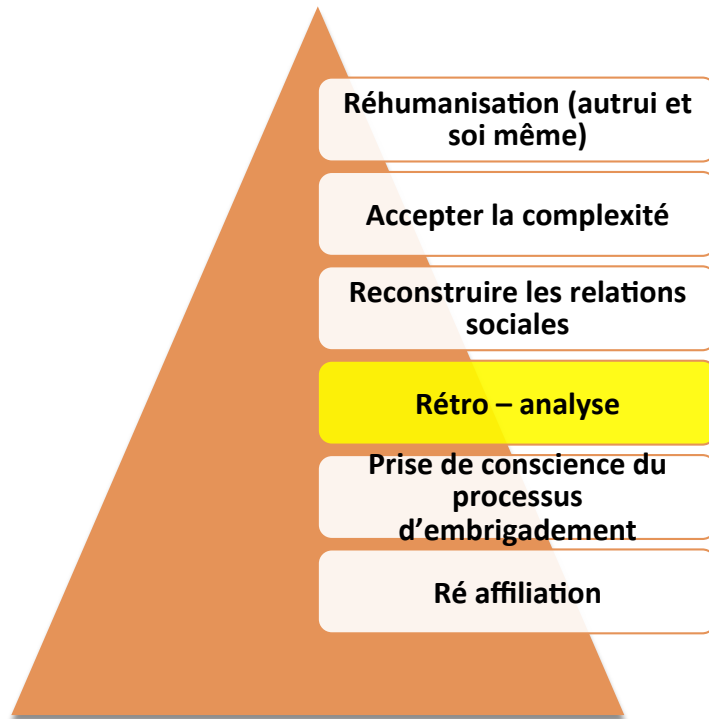 Réhumanisation (autrui et
soi même)
Accepter la complexité
Reconstruire les relations
sociales
Rétro – analyse
Prise de conscience du
processus
d’embrigadement
Ré affiliation